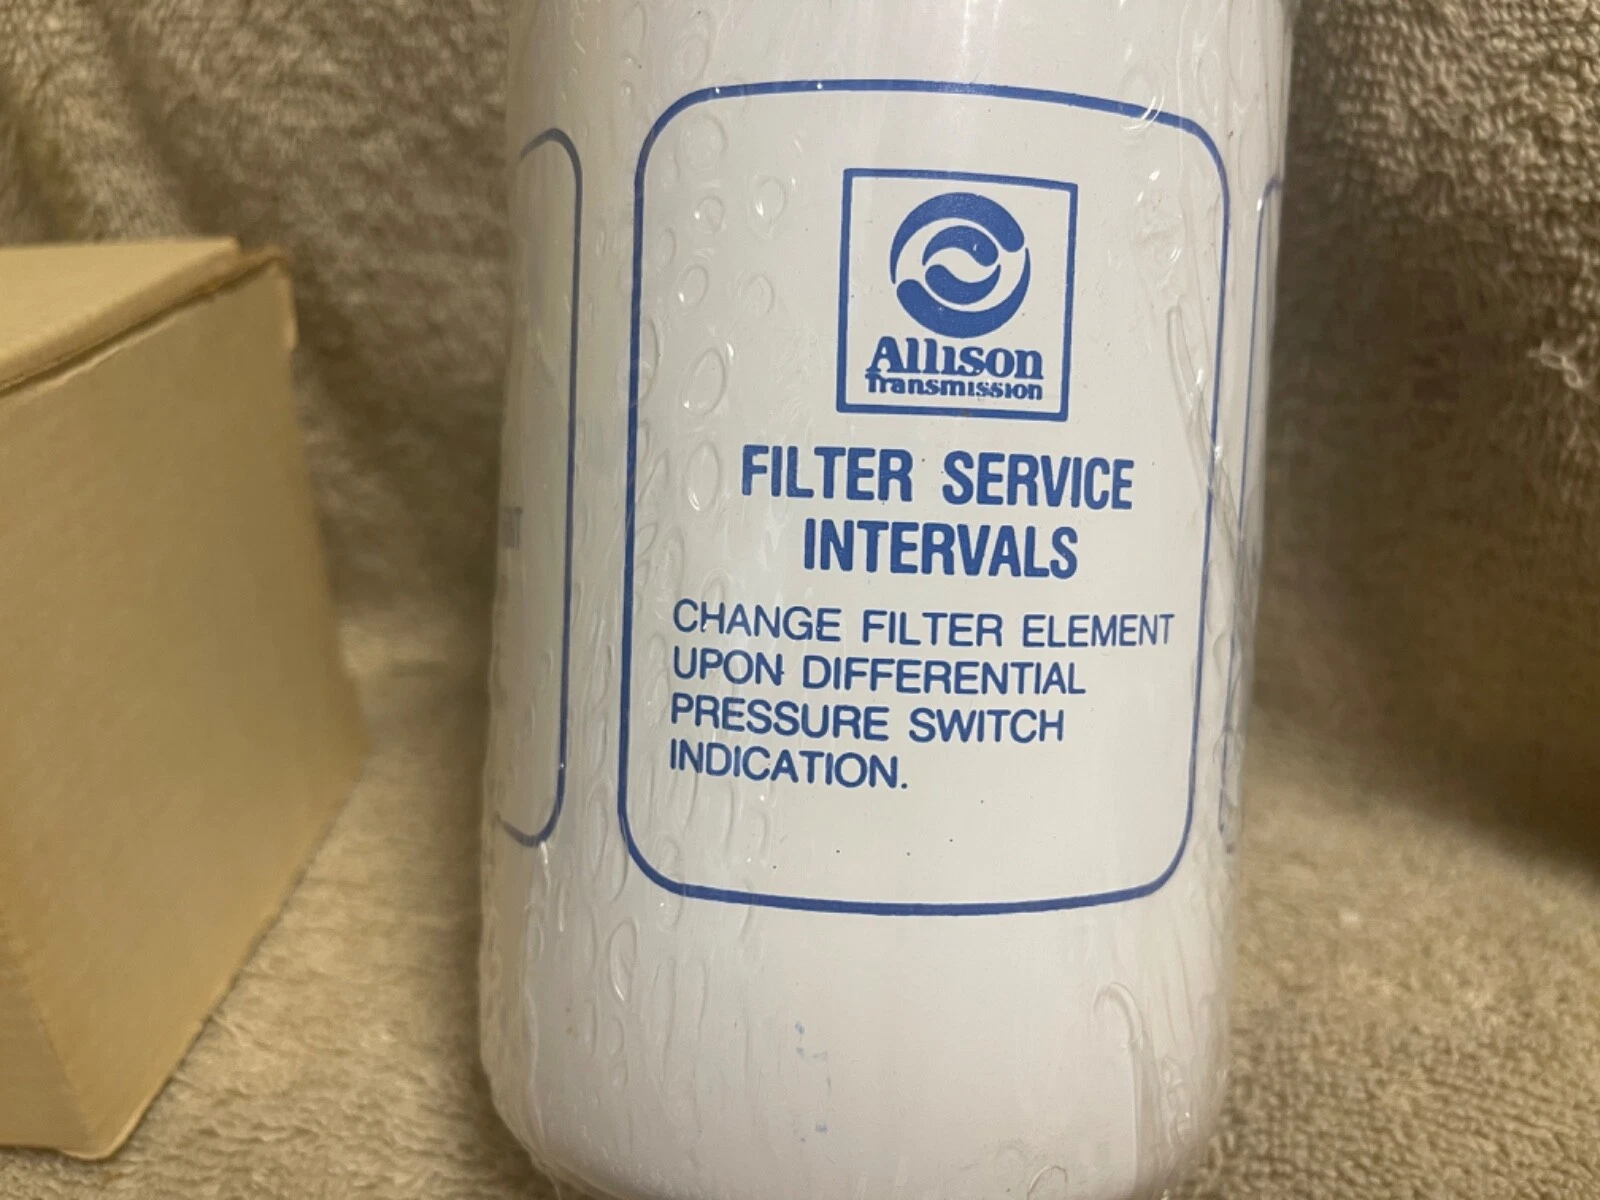 Allison
Transmission
FILTER SERVICE
INTERVALS
CHANGE FILTER ELEMENT
UPON DIFFERENTIAL
PRESSURE SWITCH
INDICATION.